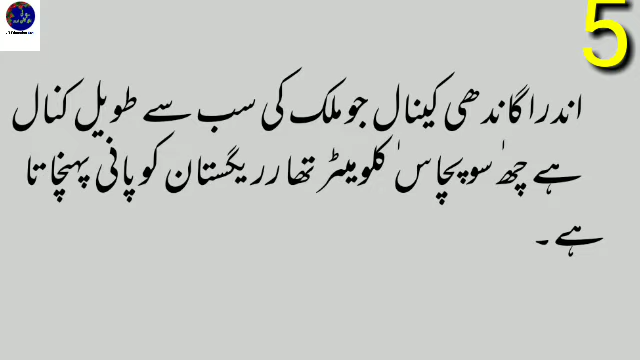 5
اندرا گاندھی کینال جو ملک کی سب سے طویل کنال
ہے چھ' سو پچاس' کلومیٹر تھار ریگستان کو پانی پہنچاتا
ہے۔